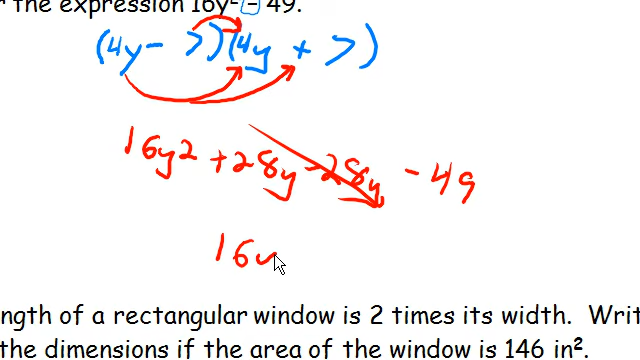 the expression 16y² – 49.
(4y – 7)(4y + 7)
16y2 + 28y – 28y – 49
16y
ngth of a rectangular window is 2 times its width. Writ
the dimensions if the area of the window is 146 in².